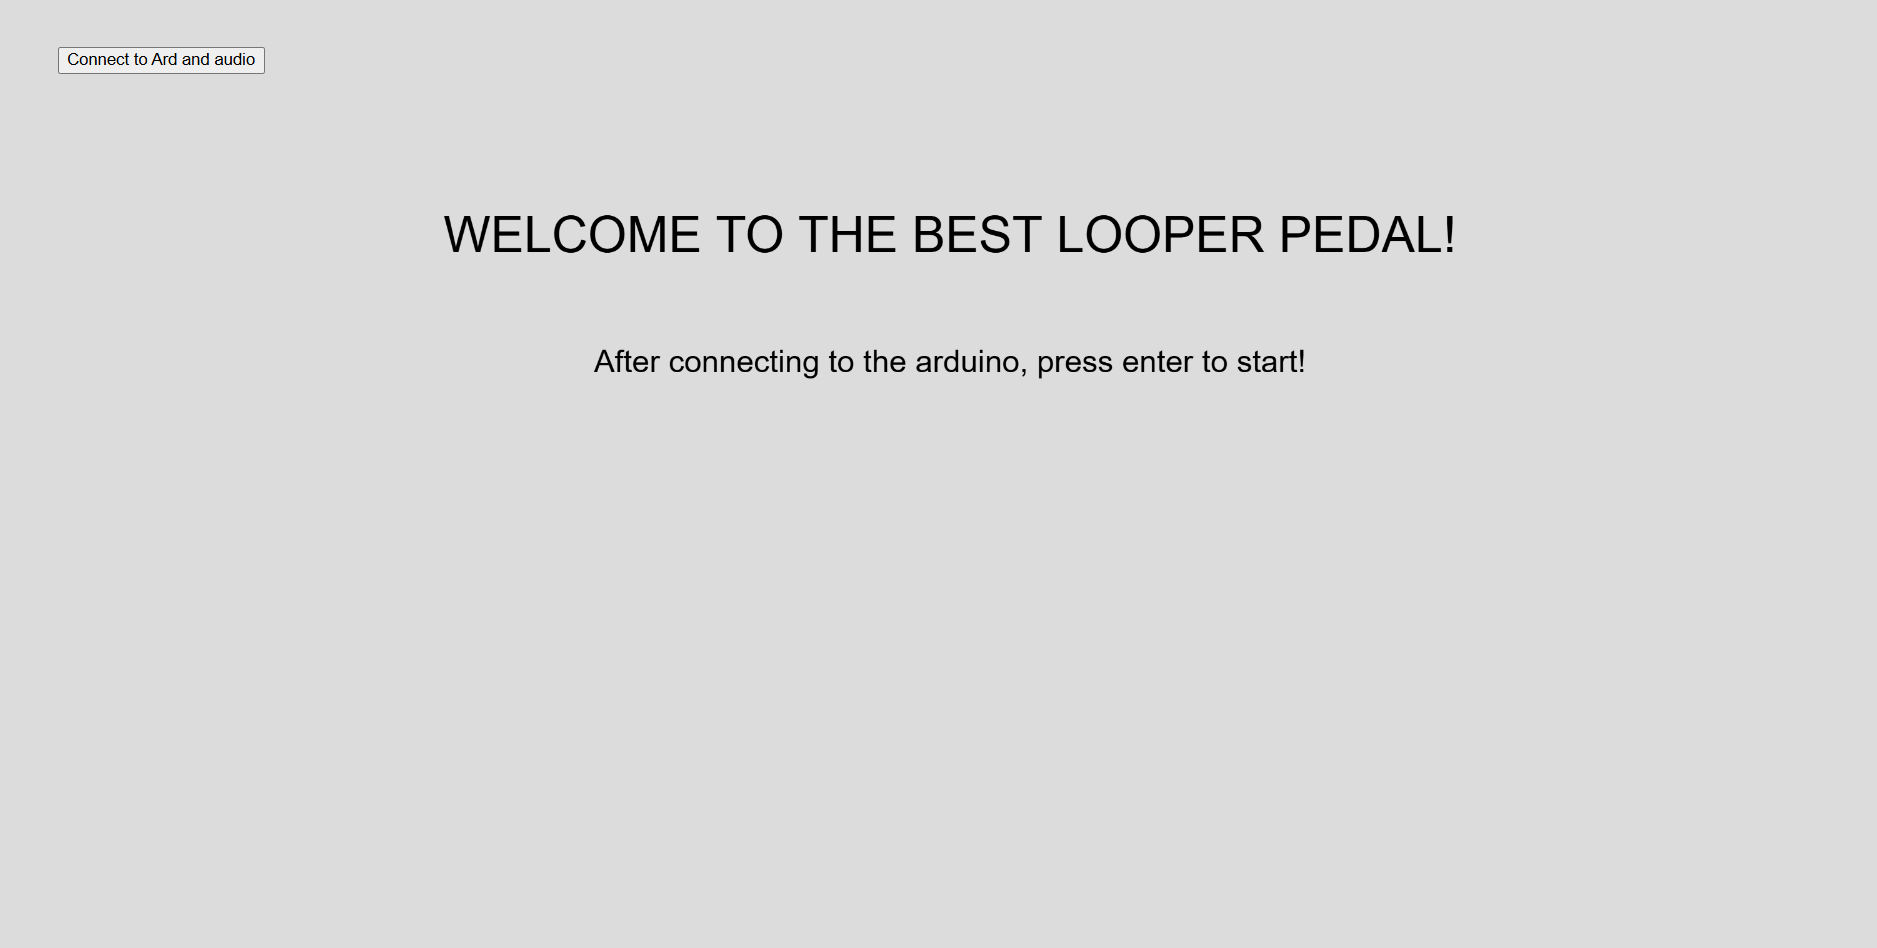 Connect to Ard and audio
WELCOME TO THE BEST LOOPER PEDAL!
After connecting to the arduino, press enter to start!